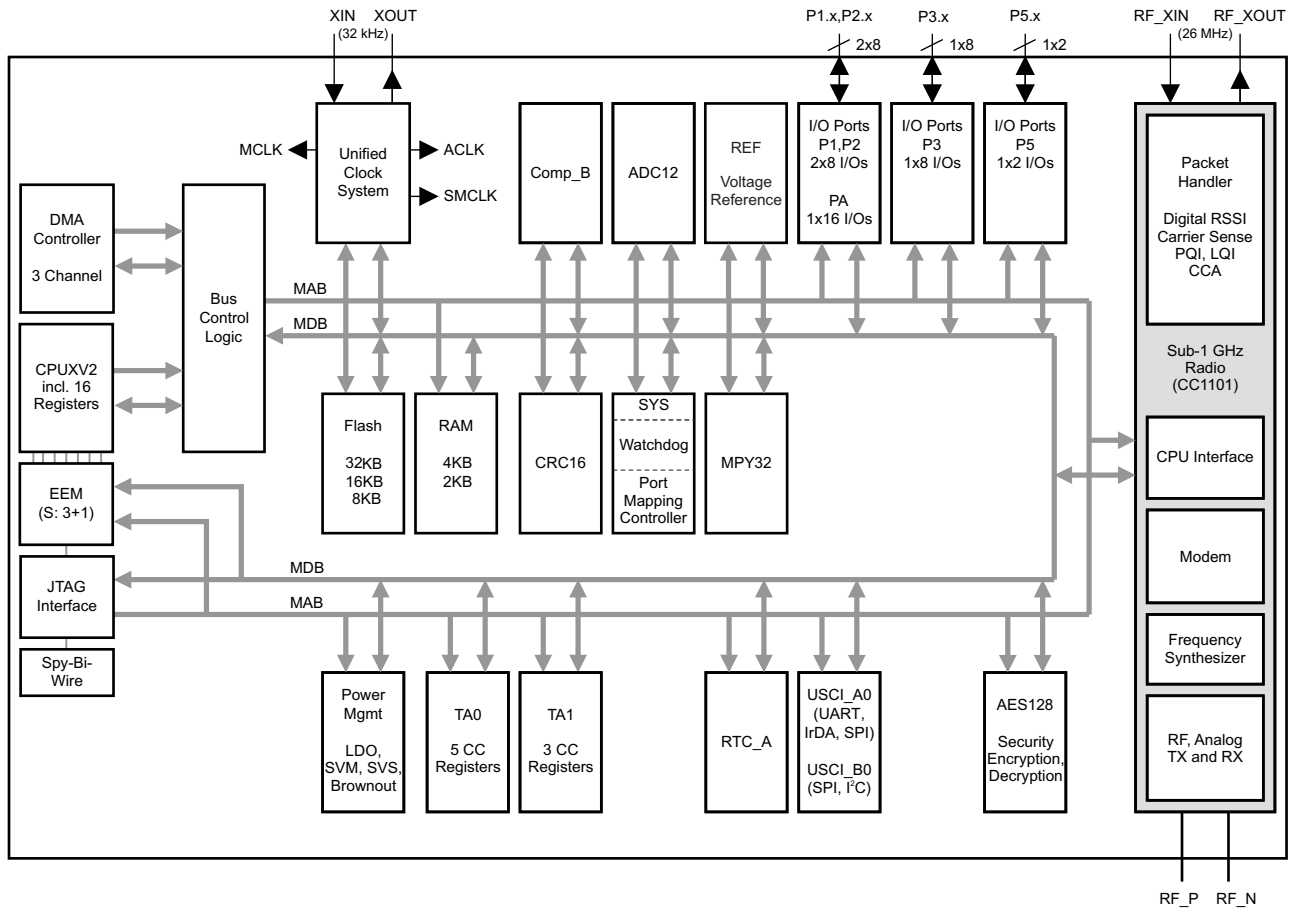 XIN XOUT
(32 kHz)
P1.x,P2.x
2x8
P3.x
1x8
P5.x
1x2
RF_XIN RF_XOUT
(26 MHz)
MCLK
Unified
Clock
System
ACLK
SMCLK
Comp_B
ADC12
REF
Voltage
Reference
I/O Ports
P1,P2
2x8 I/Os
PA
1x16 I/Os
I/O Ports
P3
1x8 I/Os
I/O Ports
P5
1x2 I/Os
Packet
Handler
Digital RSSI
Carrier Sense
PQI, LQI
CCA
DMA
Controller
3 Channel
Bus
Control
Logic
MAB
MDB
CPUXV2
incl. 16
Registers
Sub-1 GHz
Radio
(CC1101)
Flash
32KB
16KB
8KB
RAM
4KB
2KB
CRC16
SYS
Watchdog
Port
Mapping
Controller
MPY32
CPU Interface
EEM
(S: 3+1)
JTAG
Interface
Spy-Bi-
Wire
MDB
MAB
Modem
Frequency
Synthesizer
RF, Analog
TX and RX
Power
Mgmt
LDO,
SVM, SVS,
Brownout
TA0
5 CC
Registers
TA1
3 CC
Registers
RTC_A
USCI_A0
(UART,
IrDA, SPI)
USCI_B0
(SPI, I²C)
AES128
Security
Encryption,
Decryption
RF_P RF_N